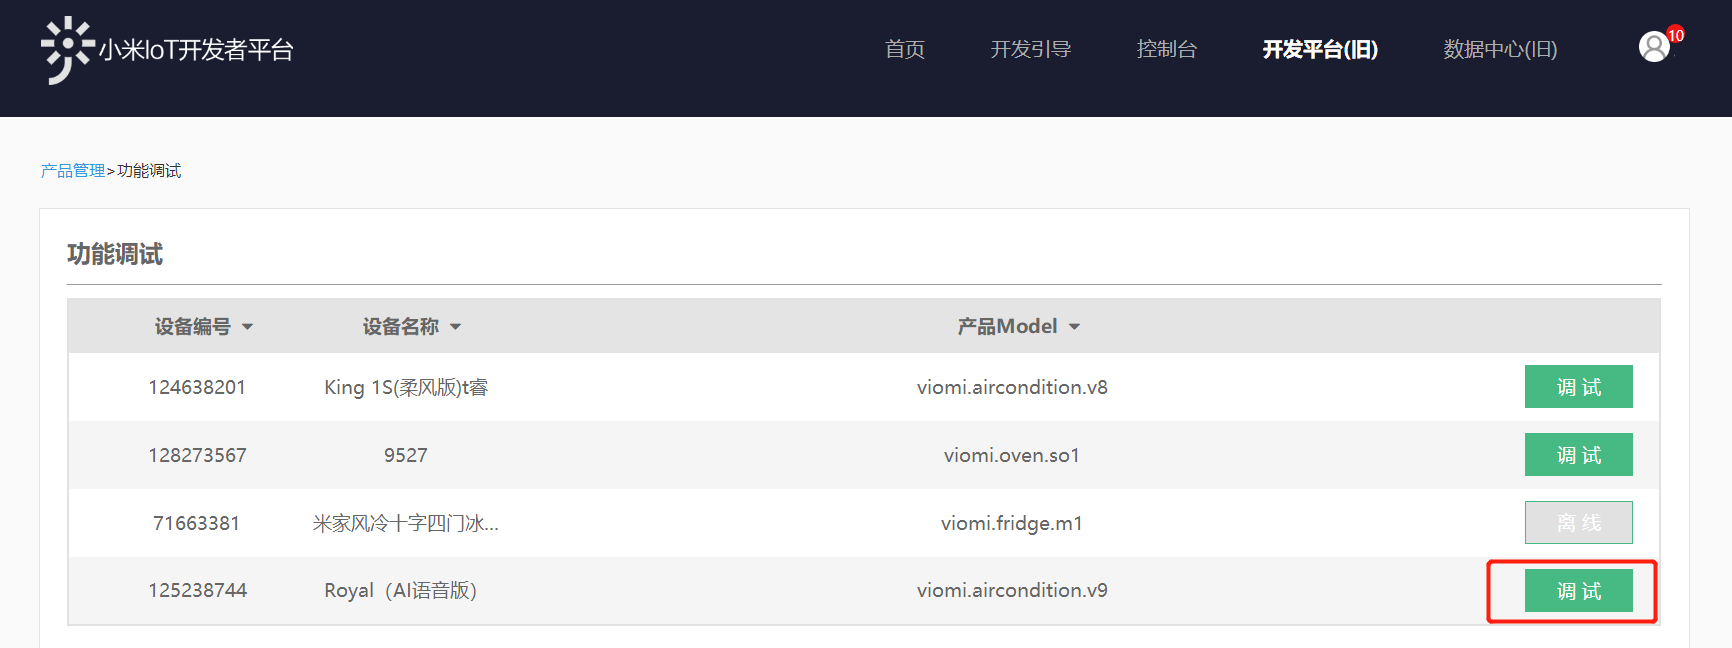 小米IoT开发者平台 首页 开发引导 控制台 开发平台(旧) 数据中心(旧) 10
产品管理>功能调试
功能调试
设备编号 设备名称 产品Model
124638201 King 1S(柔风版)t睿 viomi.aircondition.v8 调 试
128273567 9527 viomi.oven.so1 调 试
71663381 米家风冷十字四门冰... viomi.fridge.m1 离 线
125238744 Royal（AI语音版） viomi.aircondition.v9 调 试